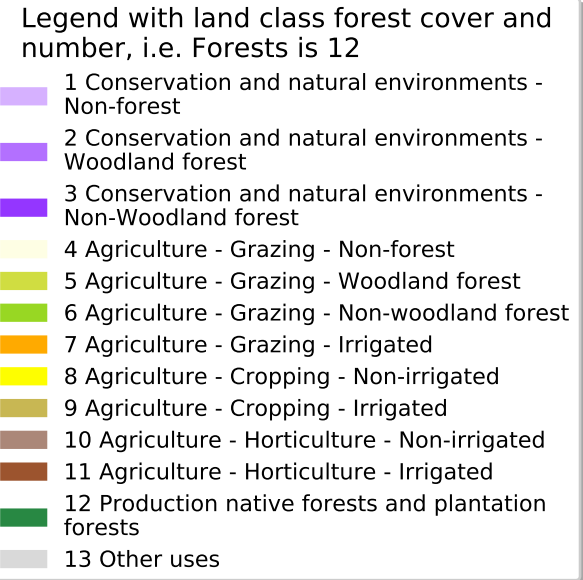 Legend with land class forest cover and
number, i.e. Forests is 12
1 Conservation and natural environments -
Non-forest
2 Conservation and natural environments -
Woodland forest
3 Conservation and natural environments -
Non-Woodland forest
4 Agriculture - Grazing - Non-forest
5 Agriculture - Grazing - Woodland forest
6 Agriculture - Grazing - Non-woodland forest
7 Agriculture - Grazing - Irrigated
8 Agriculture - Cropping - Non-irrigated
9 Agriculture - Cropping - Irrigated
10 Agriculture - Horticulture - Non-irrigated
11 Agriculture - Horticulture - Irrigated
12 Production native forests and plantation
forests
13 Other uses